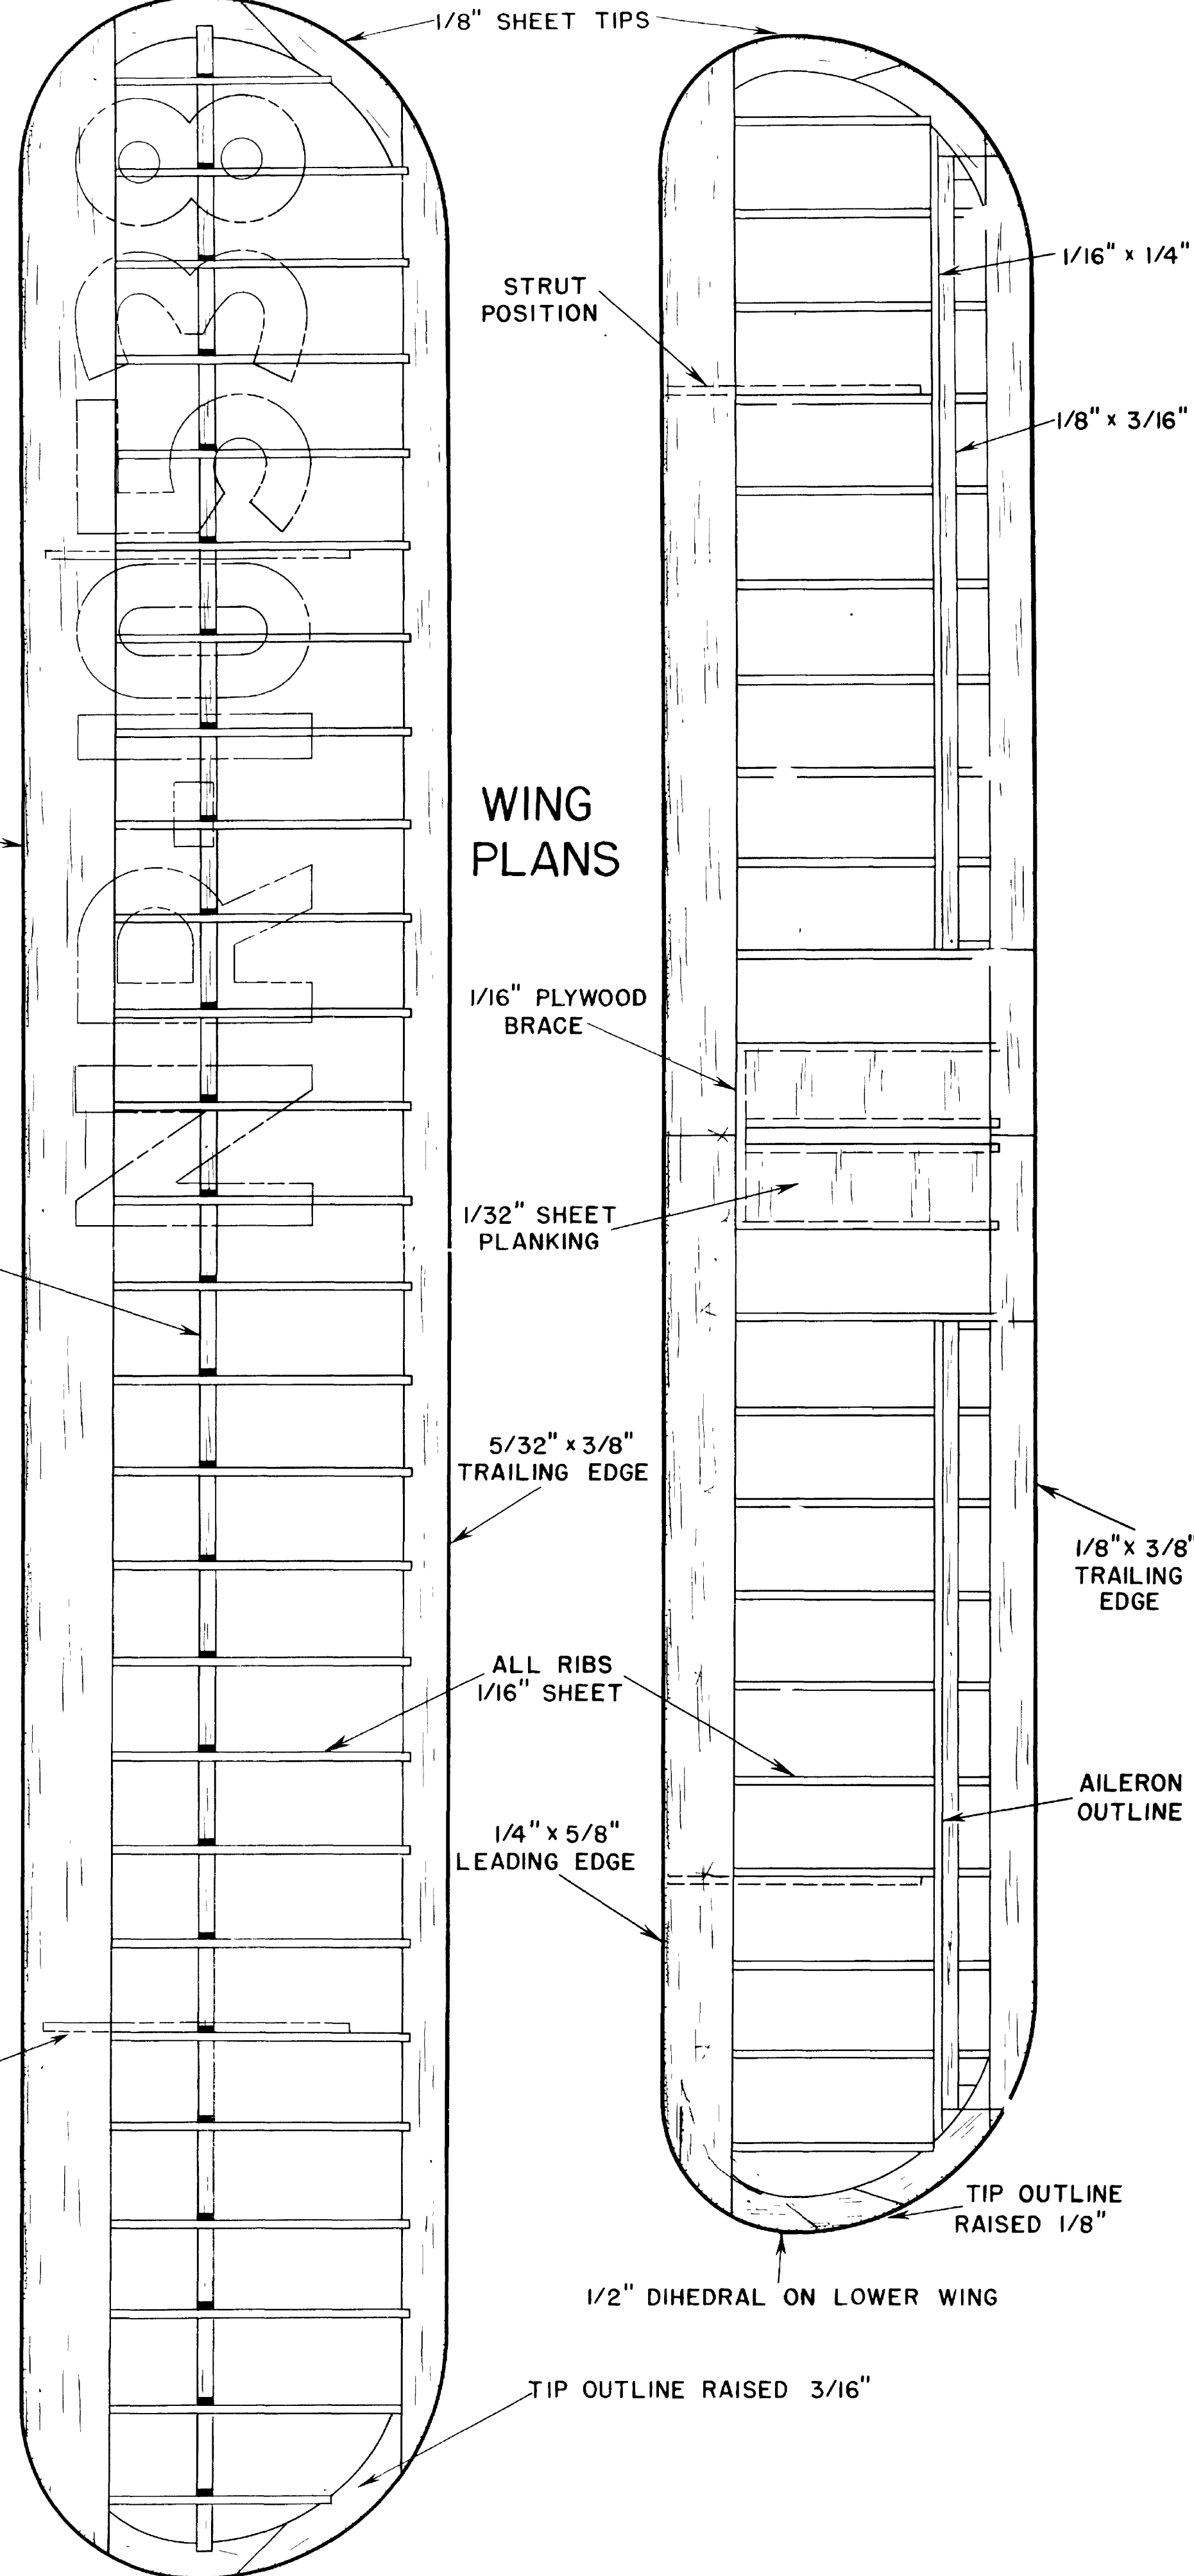 1/8" SHEET TIPS
NR-10538
1/16" x 1/4"
STRUT
POSITION
1/8" x 3/16"
WING
PLANS
1/16" PLYWOOD
BRACE
1/32" SHEET
PLANKING
5/32" x 3/8"
TRAILING EDGE
1/8" x 3/8"
TRAILING
EDGE
ALL RIBS
1/16" SHEET
AILERON
OUTLINE
1/4" x 5/8"
LEADING EDGE
TIP OUTLINE
RAISED 1/8"
1/2" DIHEDRAL ON LOWER WING
TIP OUTLINE RAISED 3/16"